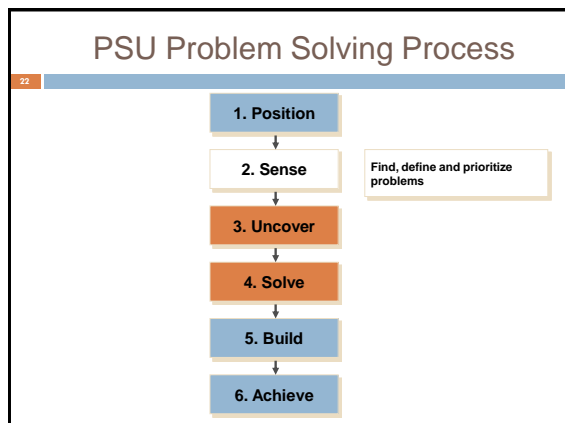 PSU Problem Solving Process
22
1. Position
2. Sense
Find, define and prioritize
problems
3. Uncover
4. Solve
5. Build
6. Achieve